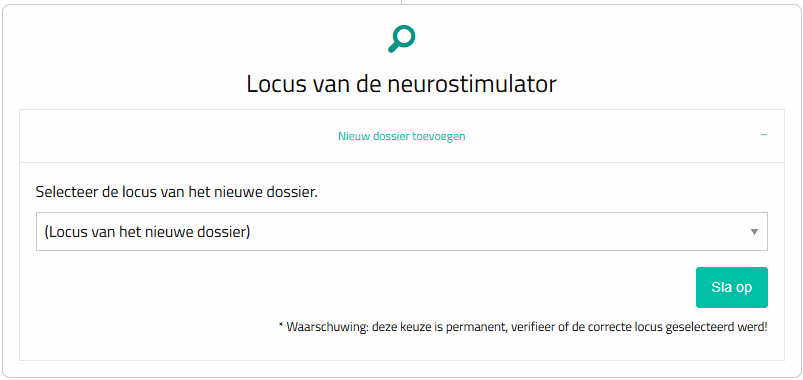 Locus van de neurostimulator
Nieuw dossier toevoegen
Selecteer de locus van het nieuwe dossier.
(Locus van het nieuwe dossier)
Sla op
* Waarschuwing: deze keuze is permanent, verifieer of de correcte locus geselecteerd werd!